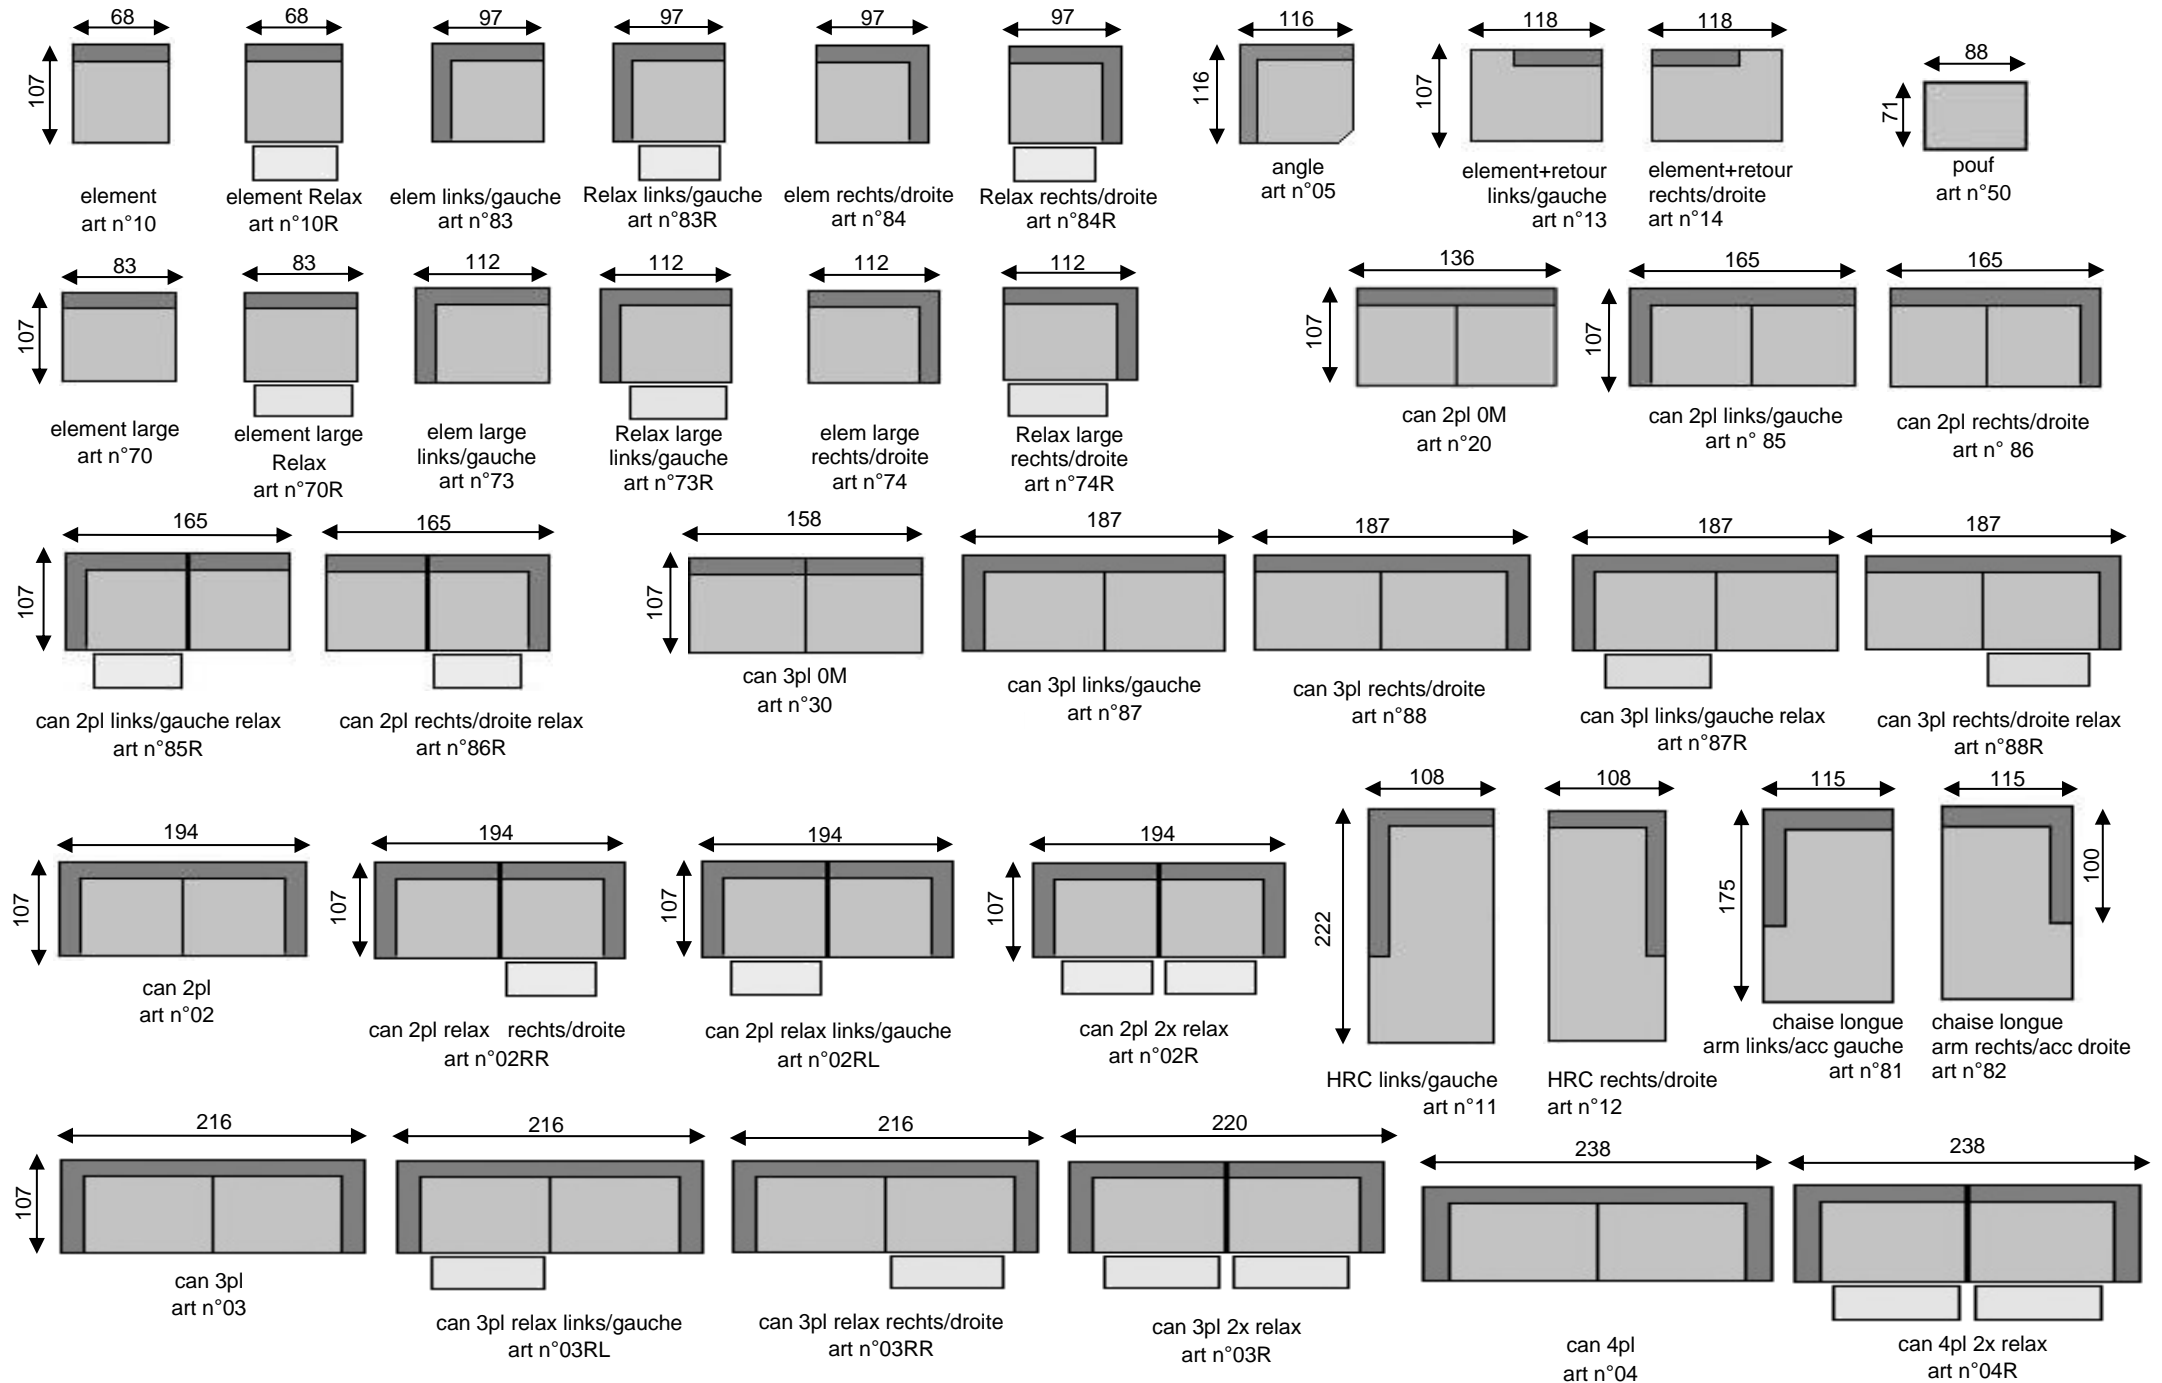 68
68
97
97
97
97
116
118
118
88
107
116
107
71
element
art n°10
element Relax
art n°10R
elem links/gauche
art n°83
Relax links/gauche
art n°83R
elem rechts/droite
art n°84
Relax rechts/droite
art n°84R
angle
art n°05
element+retour
links/gauche
art n°13
element+retour
rechts/droite
art n°14
pouf
art n°50
83
83
112
112
112
112
136
165
165
107
107
107
element large
art n°70
element large
Relax
art n°70R
elem large
links/gauche
art n°73
Relax large
links/gauche
art n°73R
elem large
rechts/droite
art n°74
Relax large
rechts/droite
art n°74R
can 2pl 0M
art n°20
can 2pl links/gauche
art n° 85
can 2pl rechts/droite
art n° 86
165
165
158
187
187
187
187
107
107
can 2pl links/gauche relax
art n°85R
can 2pl rechts/droite relax
art n°86R
can 3pl 0M
art n°30
can 3pl links/gauche
art n°87
can 3pl rechts/droite
art n°88
can 3pl links/gauche relax
art n°87R
can 3pl rechts/droite relax
art n°88R
194
194
194
194
108
108
115
115
107
107
107
107
222
175
100
can 2pl
art n°02
can 2pl relax rechts/droite
art n°02RR
can 2pl relax links/gauche
art n°02RL
can 2pl 2x relax
art n°02R
HRC links/gauche
art n°11
HRC rechts/droite
art n°12
chaise longue
arm links/acc gauche
art n°81
chaise longue
arm rechts/acc droite
art n°82
216
216
216
220
238
238
107
can 3pl
art n°03
can 3pl relax links/gauche
art n°03RL
can 3pl relax rechts/droite
art n°03RR
can 3pl 2x relax
art n°03R
can 4pl
art n°04
can 4pl 2x relax
art n°04R